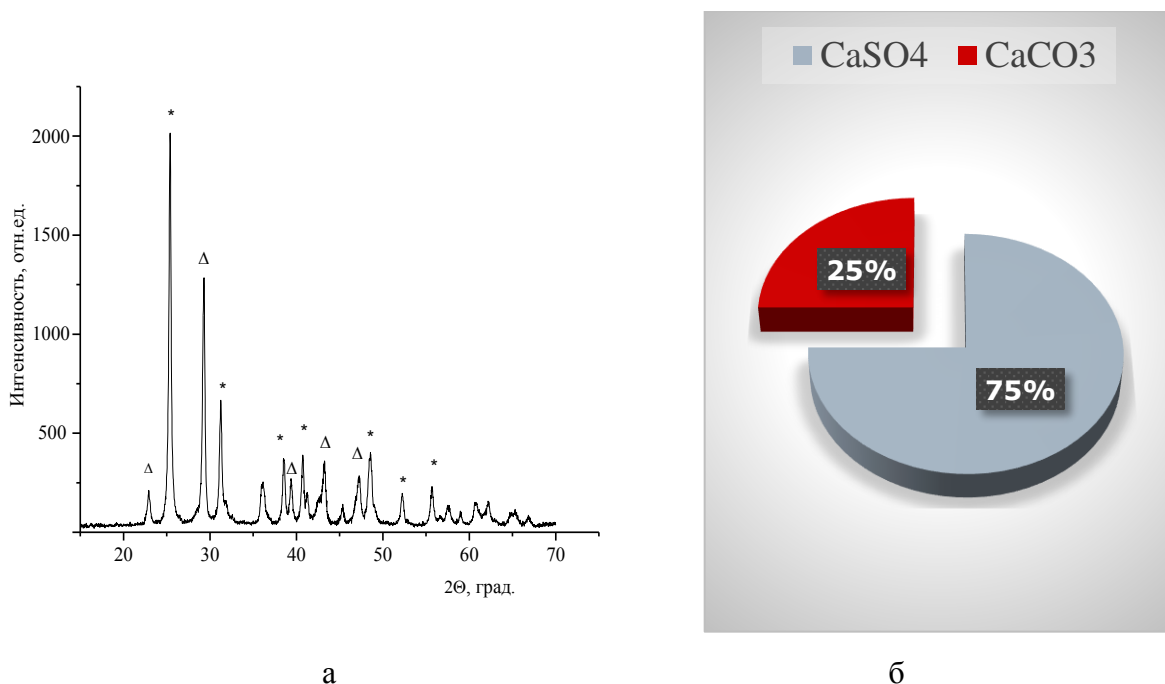 CaSO4 CaCO3
*
2000
1500
Δ
Интенсивность, отн.ед.
25%
1000
*
75%
500
* * Δ *
Δ Δ *
Δ *
20 30 40 50 60 70
2Θ, град.
а б